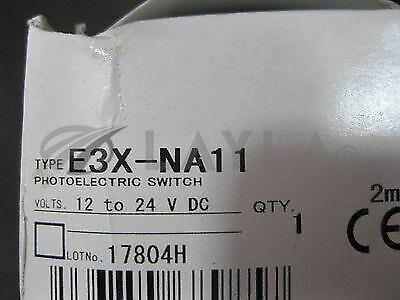 TYPE E3X-NA11
PHOTOELECTRIC SWITCH
VOLTS. 12 to 24 V DC QTY.
1
2m
LOTNo. 17804H
CE